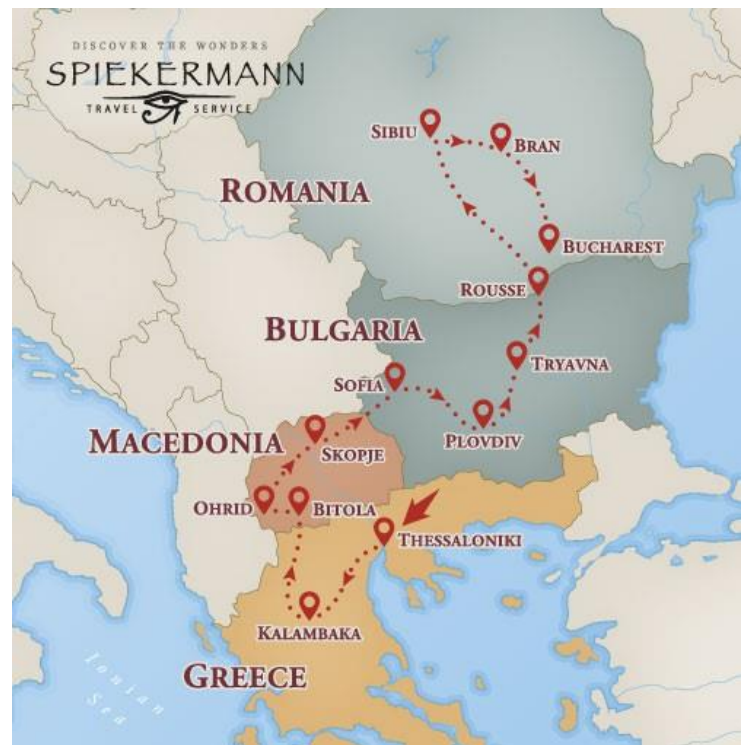 DISCOVER THE WONDERS
SPIEKERMANN
TRAVEL SERVICE
SIBIU
BRAN
ROMANIA
BUCHAREST
ROUSSE
BULGARIA
TRYAVNA
SOFIA
PLOVDIV
MACEDONIA
SKOPJE
OHRID
BITOLA
THESSALONIKI
KALAMBAKA
GREECE
Ionian
Sea